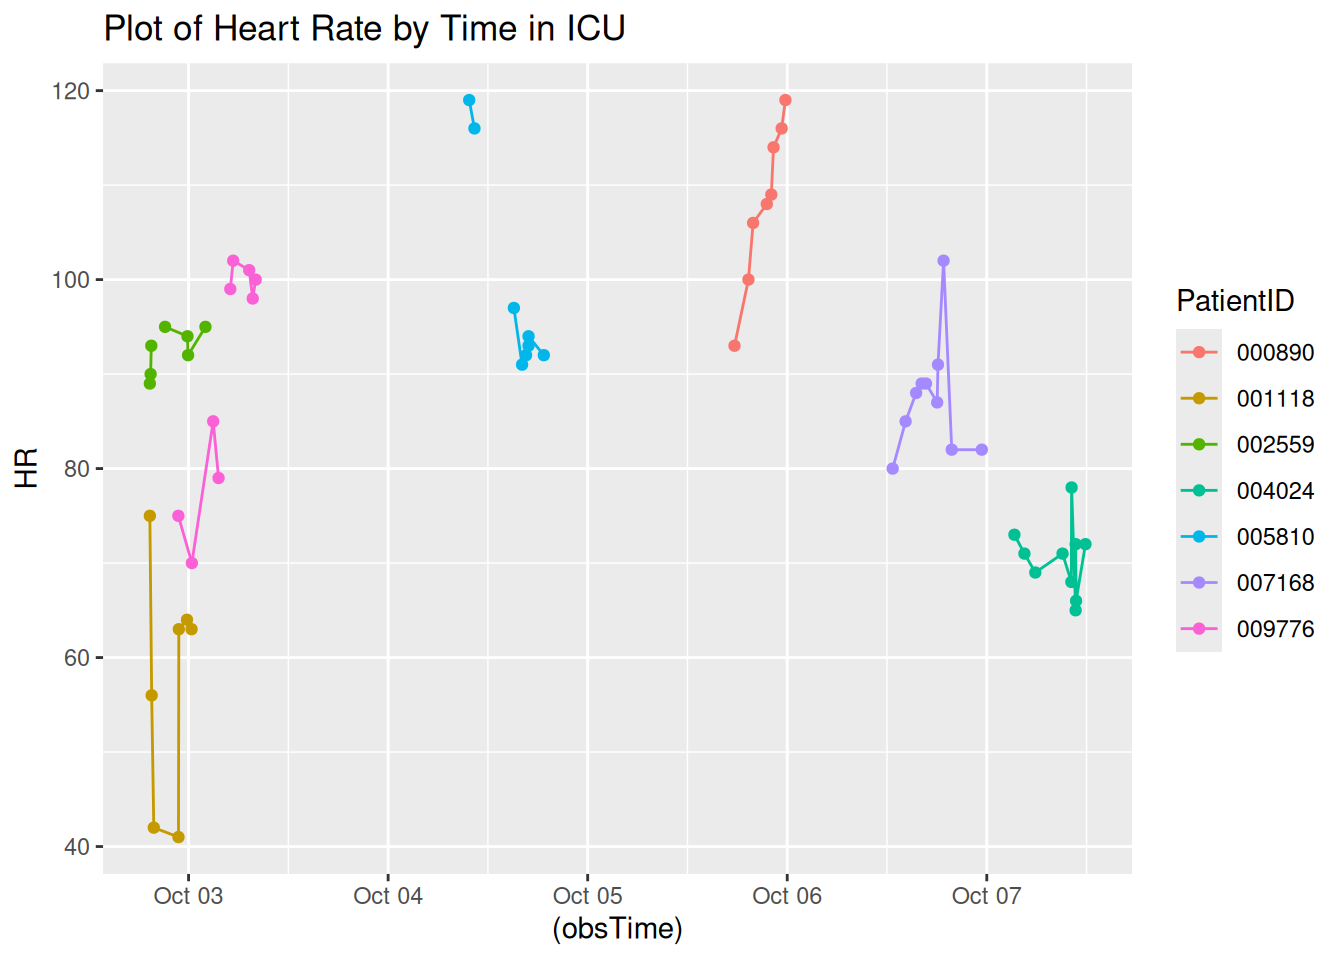 Plot of Heart Rate by Time in ICU
120
100
80
60
40
HR
Oct 03
Oct 04
Oct 05
Oct 06
Oct 07
(obsTime)
PatientID
000890
001118
002559
004024
005810
007168
009776